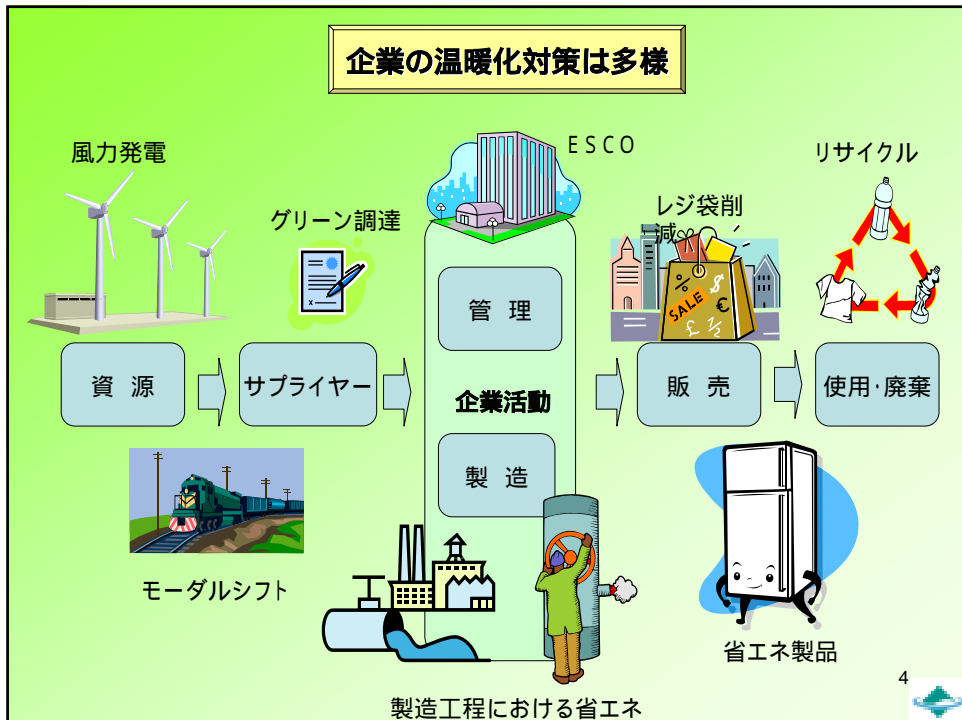 企業の温暖化対策は多様
風力発電
グリーン調達
ESCO
レジ袋削
減
リサイクル
SALE
% $ € £ ½
管 理
資 源
サプライヤー
企業活動
販 売
使用・廃棄
製 造
モーダルシフト
省エネ製品
製造工程における省エネ
4